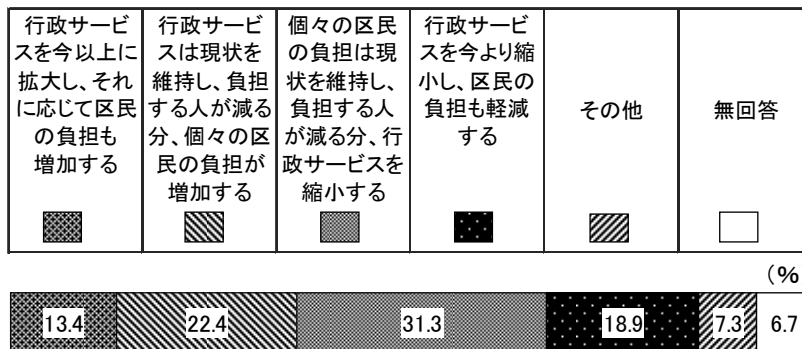 行政サービ
スを今以上に
拡大し、それ
に応じて区民
の負担も
増加する
行政サービ
スは現状を
維持し、負担
する人が減る
分、個々の区
民の負担が
増加する
個々の区民
の負担は現
状を維持し、
負担する人
が減る分、行
政サービスを
縮小する
行政サービ
スを今より縮
小し、区民の
負担も軽減
する
その他
無回答
(%
13.4 22.4 31.3 18.9 7.3 6.7